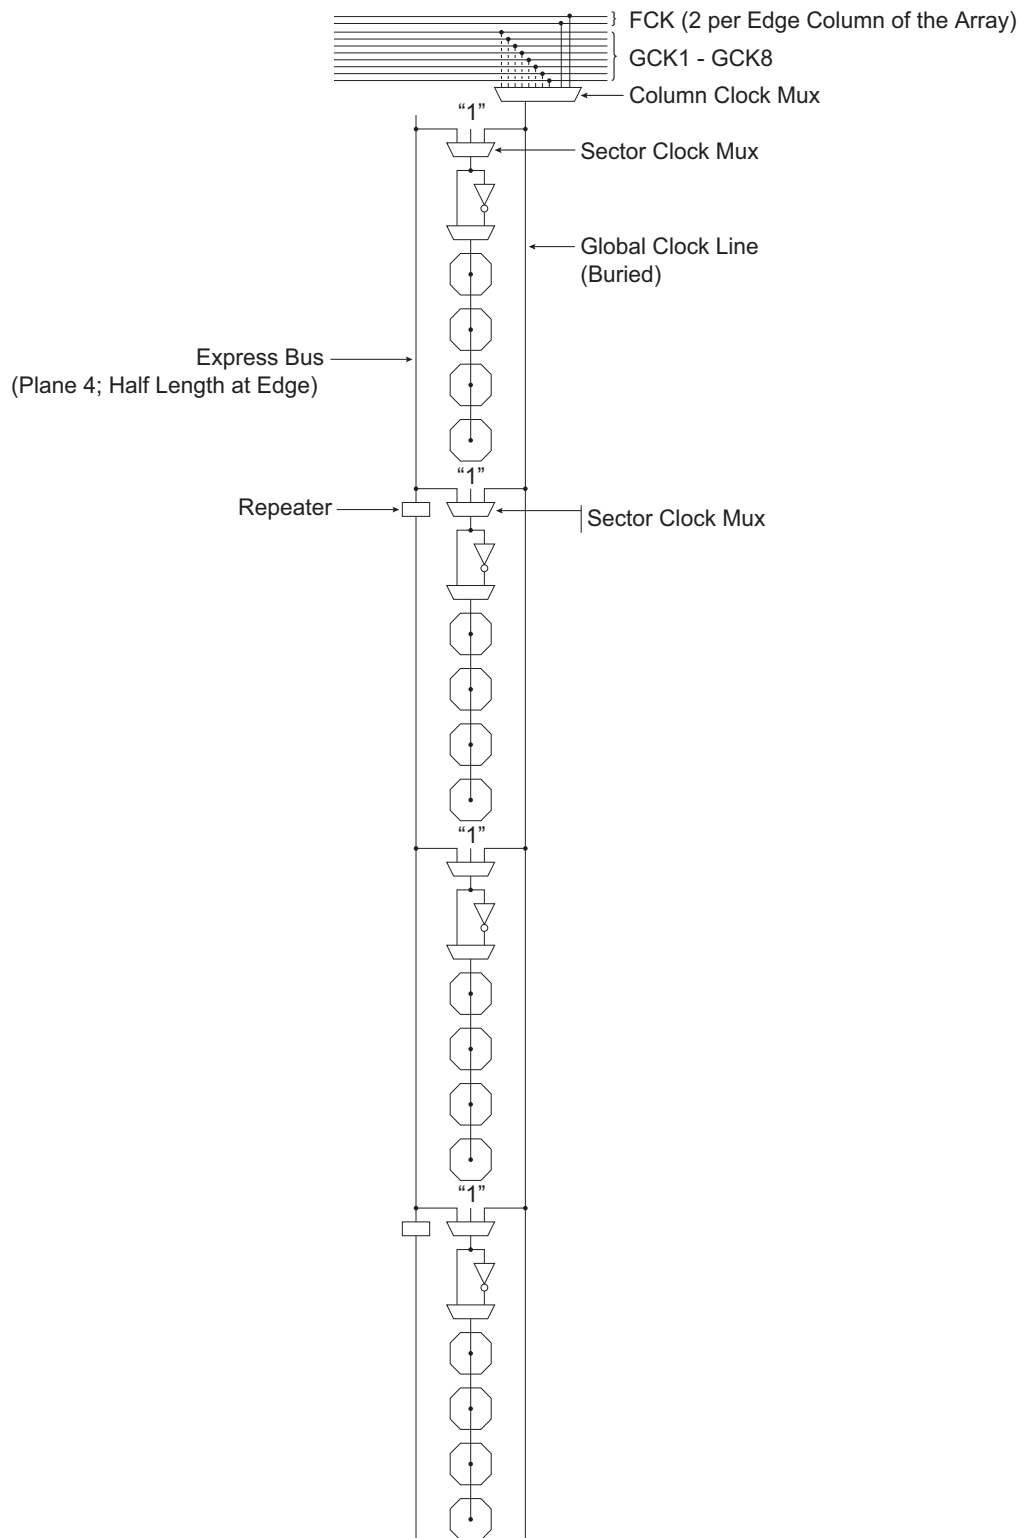 FCK (2 per Edge Column of the Array)
GCK1 - GCK8
Column Clock Mux
“1”
Sector Clock Mux
Global Clock Line
(Buried)
Express Bus
(Plane 4; Half Length at Edge)
“1”
Repeater
Sector Clock Mux
“1”
“1”